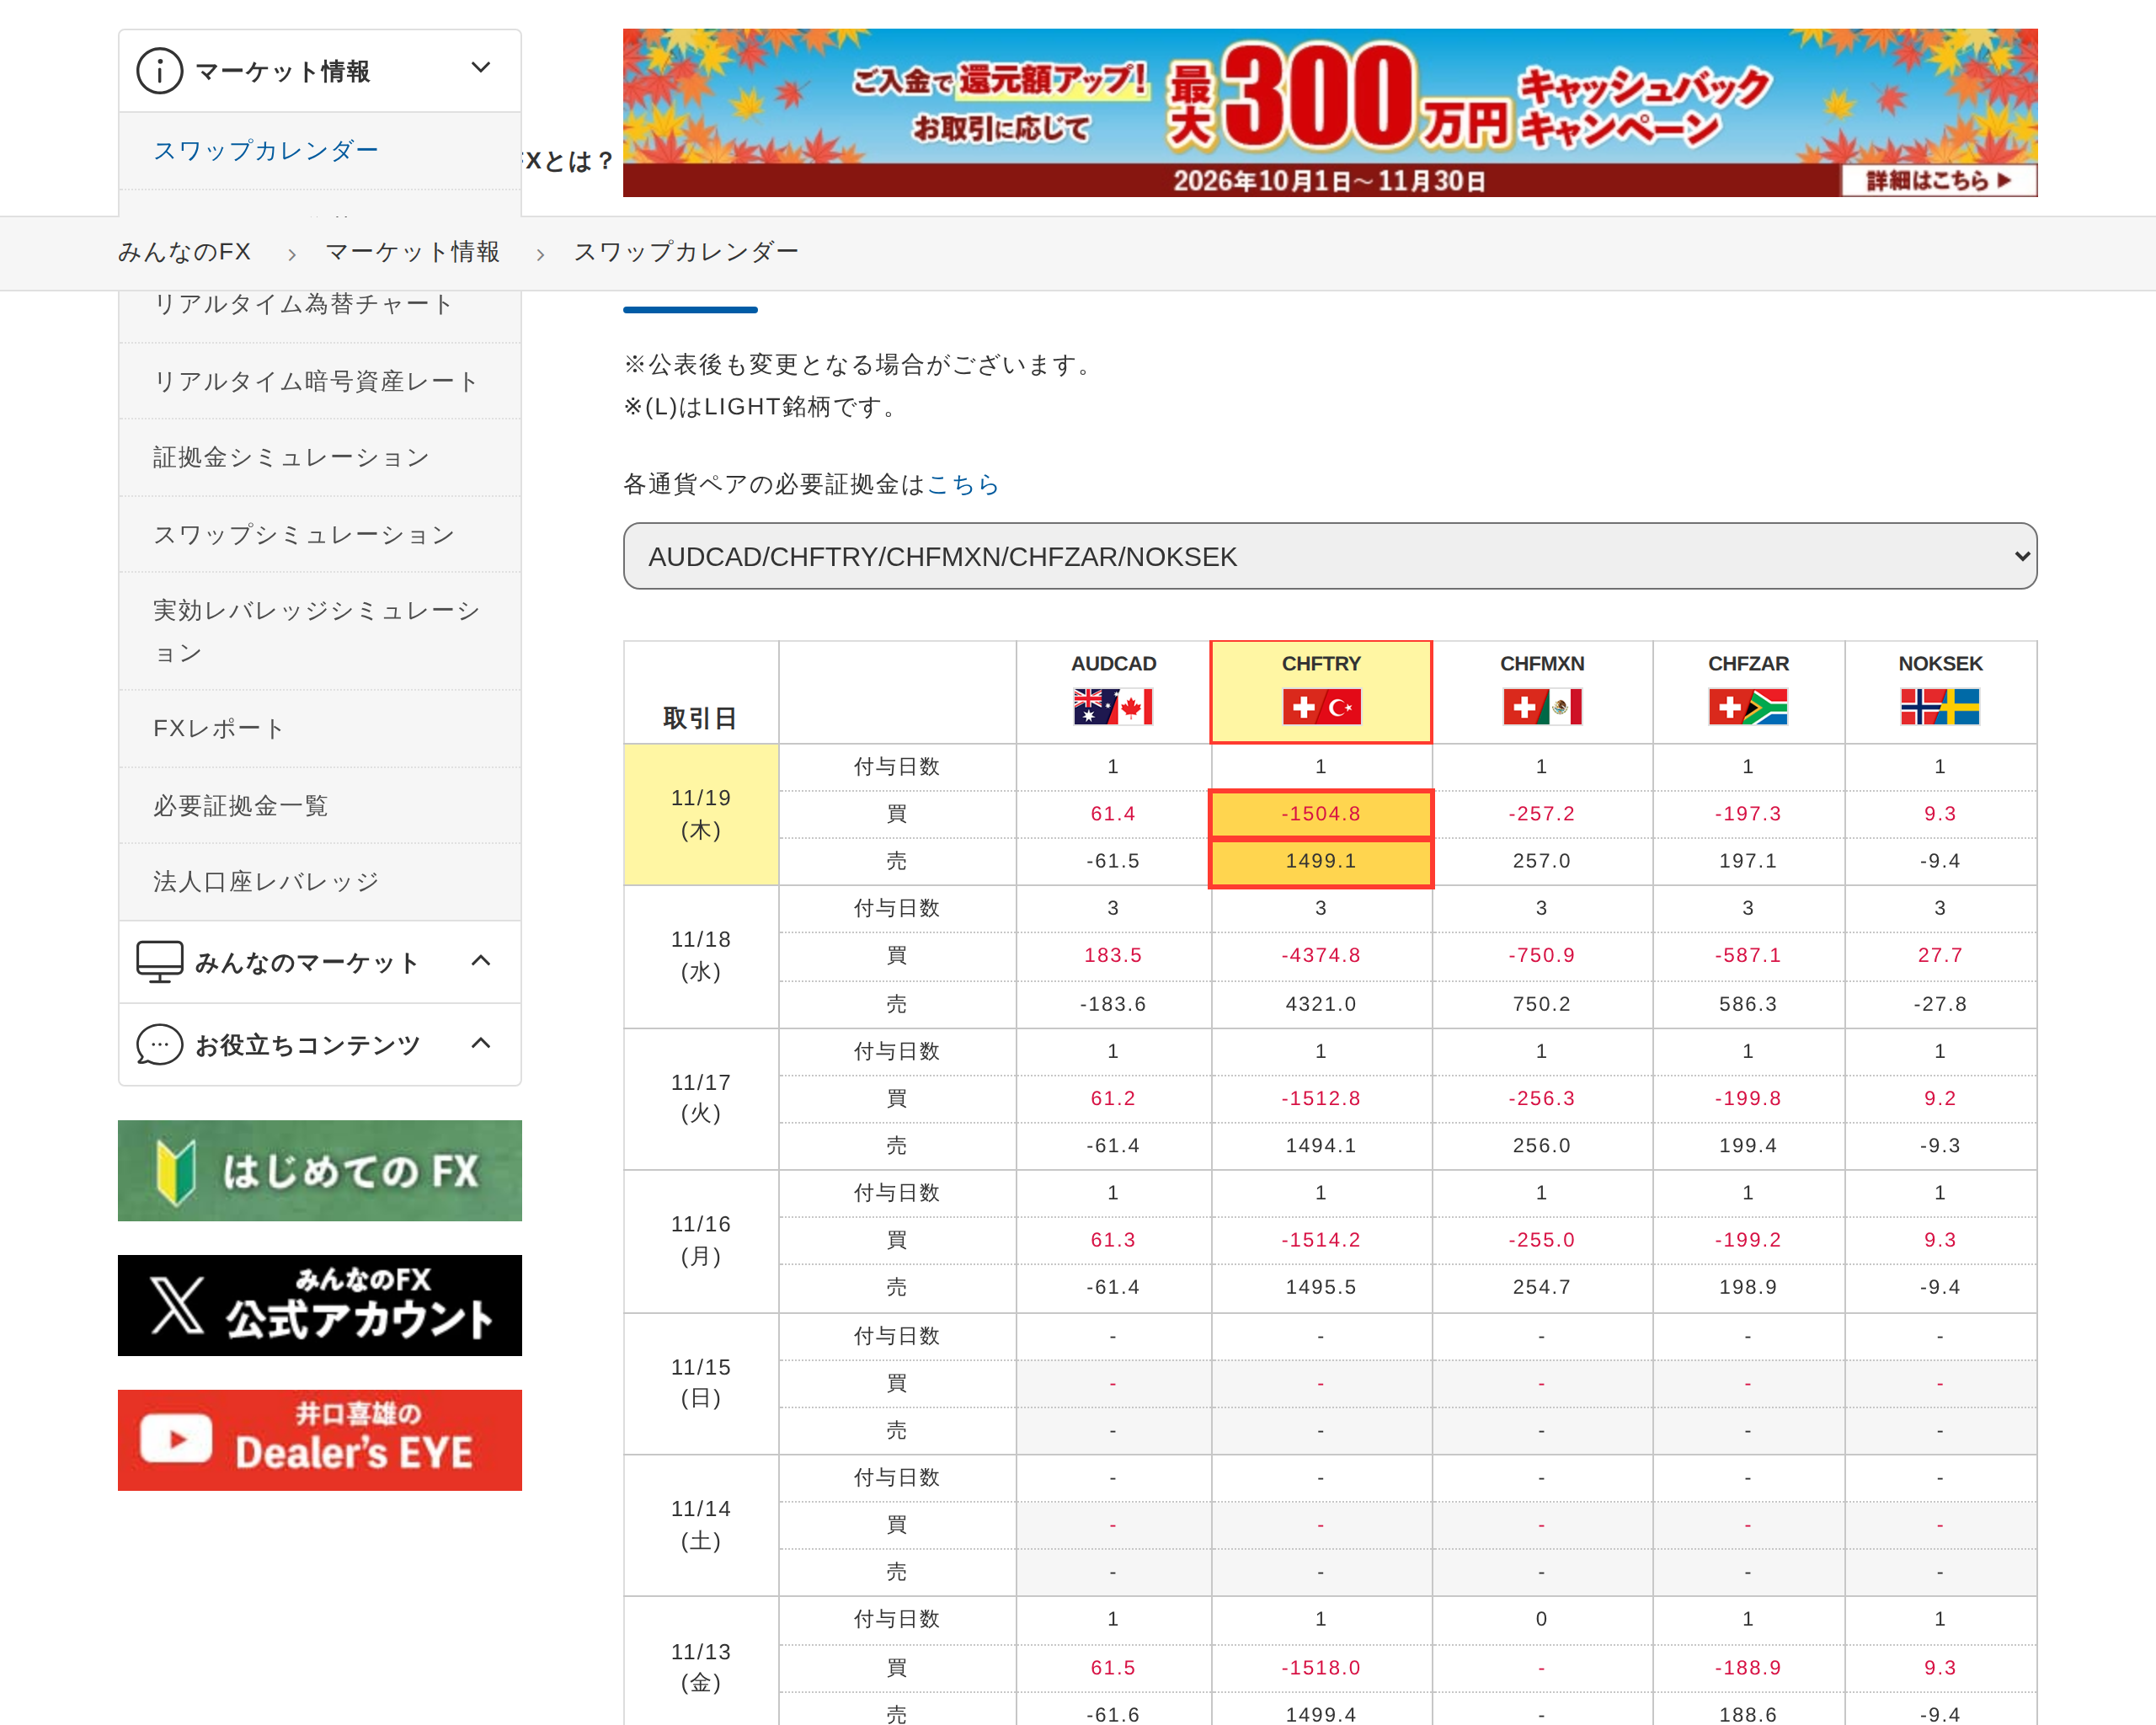 マーケット情報
スワップカレンダー
FXとは？
ご入金で還元額アップ!
お取引に応じて
最大300万円
キャッシュバック
キャンペーン
2026年10月1日～11月30日
詳細はこちら ▶
みんなのFX > マーケット情報 > スワップカレンダー
リアルタイム為替チャート
リアルタイム暗号資産レート
証拠金シミュレーション
スワップシミュレーション
実効レバレッジシミュレーシ
ョン
FXレポート
必要証拠金一覧
法人口座レバレッジ
みんなのマーケット
お役立ちコンテンツ
はじめてのFX
みんなのFX
公式アカウント
井口喜雄の
Dealer's EYE
※公表後も変更となる場合がございます。
※(L)はLIGHT銘柄です。
各通貨ペアの必要証拠金はこちら
AUDCAD/CHFTRY/CHFMXN/CHFZAR/NOKSEK
取引日 AUDCAD CHFTRY CHFMXN CHFZAR NOKSEK
11/19
(木)
付与日数 1 1 1 1 1
買 61.4 -1504.8 -257.2 -197.3 9.3
売 -61.5 1499.1 257.0 197.1 -9.4
11/18
(水)
付与日数 3 3 3 3 3
買 183.5 -4374.8 -750.9 -587.1 27.7
売 -183.6 4321.0 750.2 586.3 -27.8
11/17
(火)
付与日数 1 1 1 1 1
買 61.2 -1512.8 -256.3 -199.8 9.2
売 -61.4 1494.1 256.0 199.4 -9.3
11/16
(月)
付与日数 1 1 1 1 1
買 61.3 -1514.2 -255.0 -199.2 9.3
売 -61.4 1495.5 254.7 198.9 -9.4
11/15
(日)
付与日数 - - - - -
買 - - - - -
売 - - - - -
11/14
(土)
付与日数 - - - - -
買 - - - - -
売 - - - - -
11/13
(金)
付与日数 1 1 0 1 1
買 61.5 -1518.0 - -188.9 9.3
売 -61.6 1499.4 - 188.6 -9.4